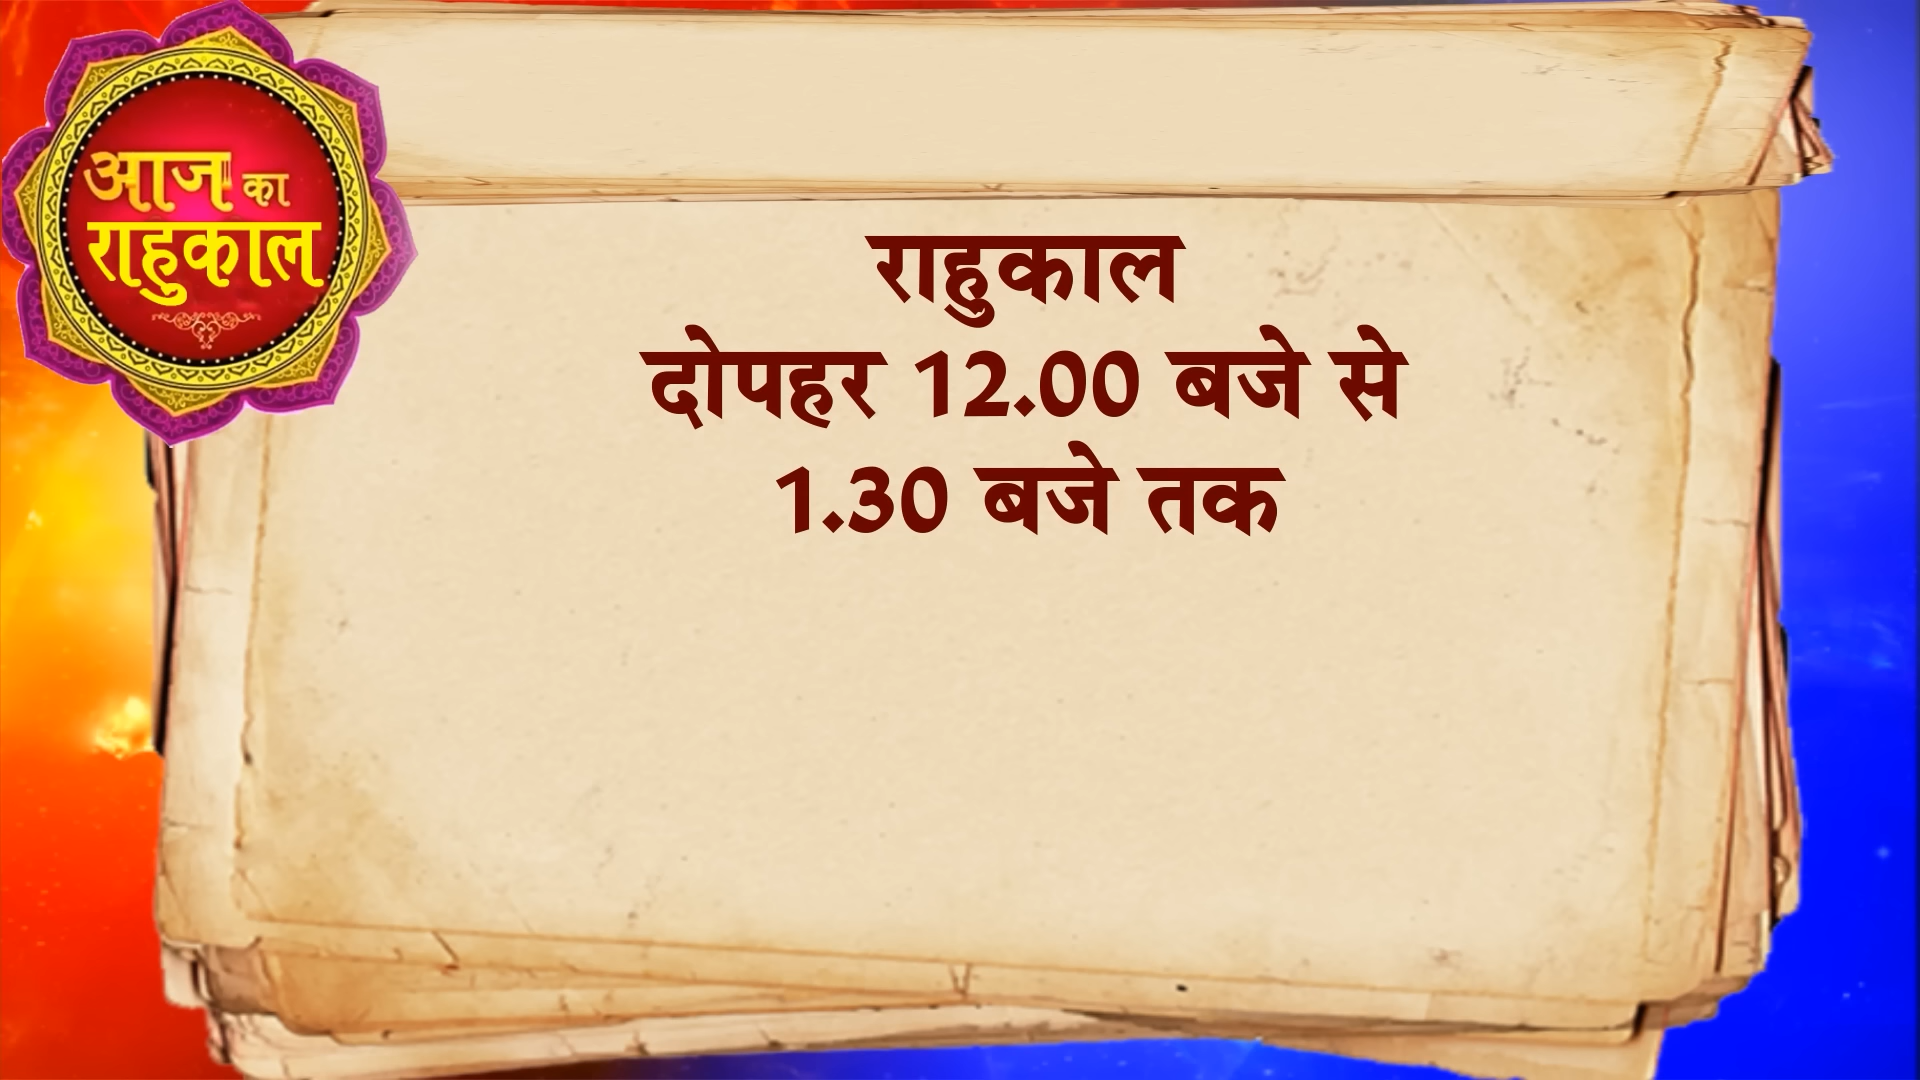 आज का
राहुकाल
राहुकाल
दोपहर 12.00 बजे से
1.30 बजे तक